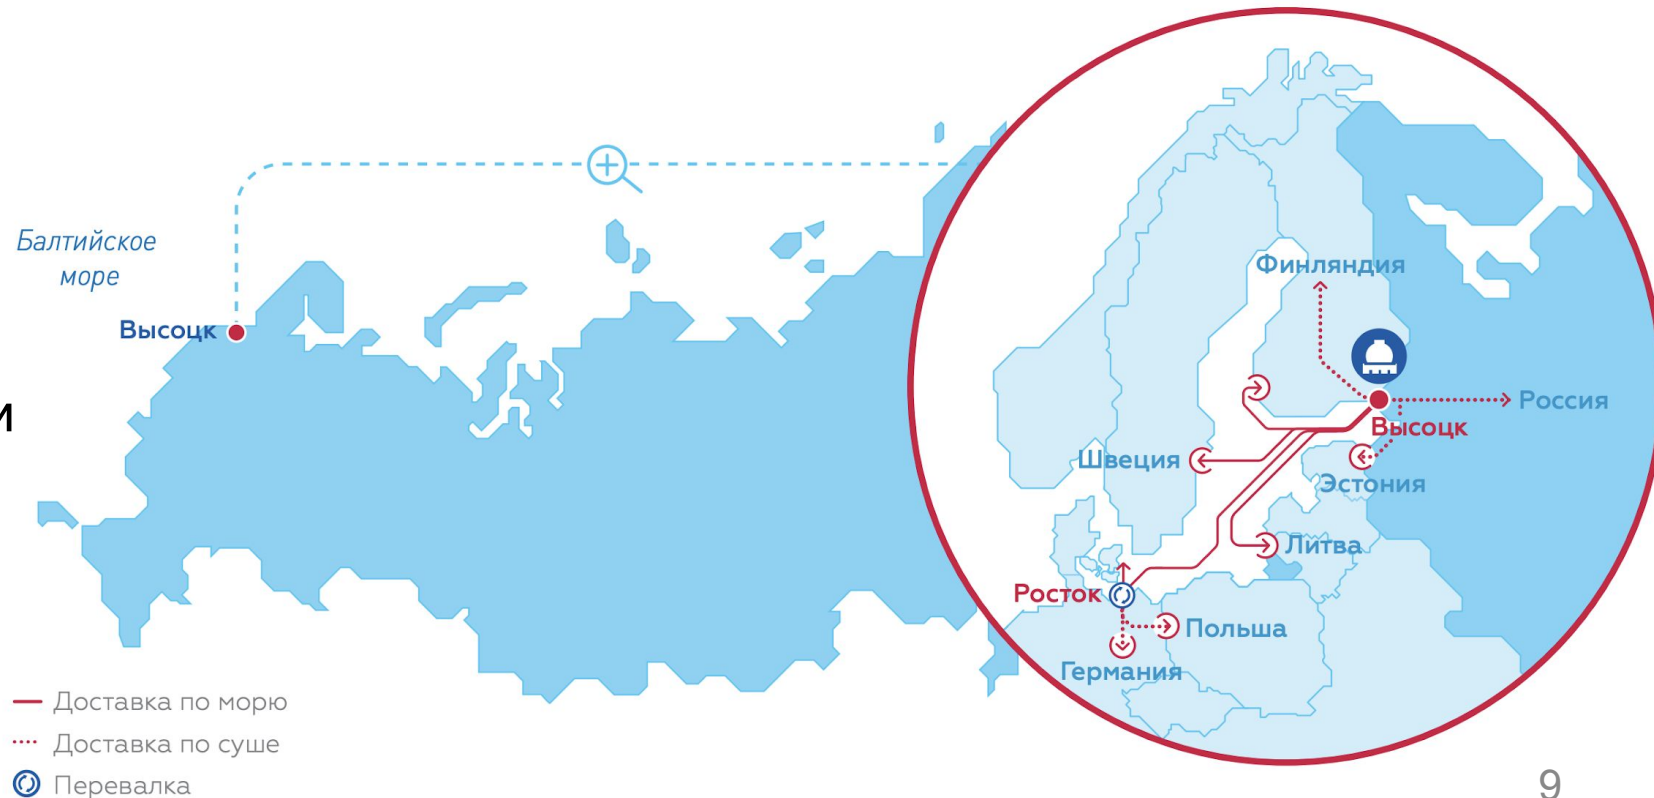 Балтийское
море
Высоцк
и
Финляндия
Россия
Высоцк
Швеция
Эстония
Литва
Росток
Польша
Германия
Доставка по морю
Доставка по суше
Перевалка
9